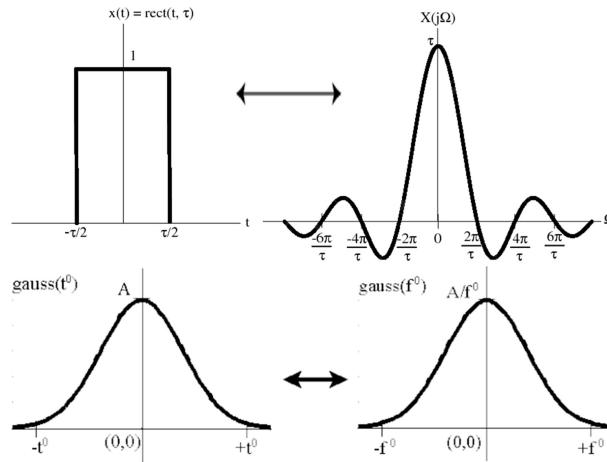 x(t) = rect(t, τ)
1
-τ/2
τ/2
t
X(jΩ)
τ
-6π/τ
-4π/τ
-2π/τ
0
2π/τ
4π/τ
6π/τ
gauss(t⁰)
A
-t⁰
(0,0)
+t⁰
gauss(f⁰)
A/f⁰
-f⁰
(0,0)
+f⁰